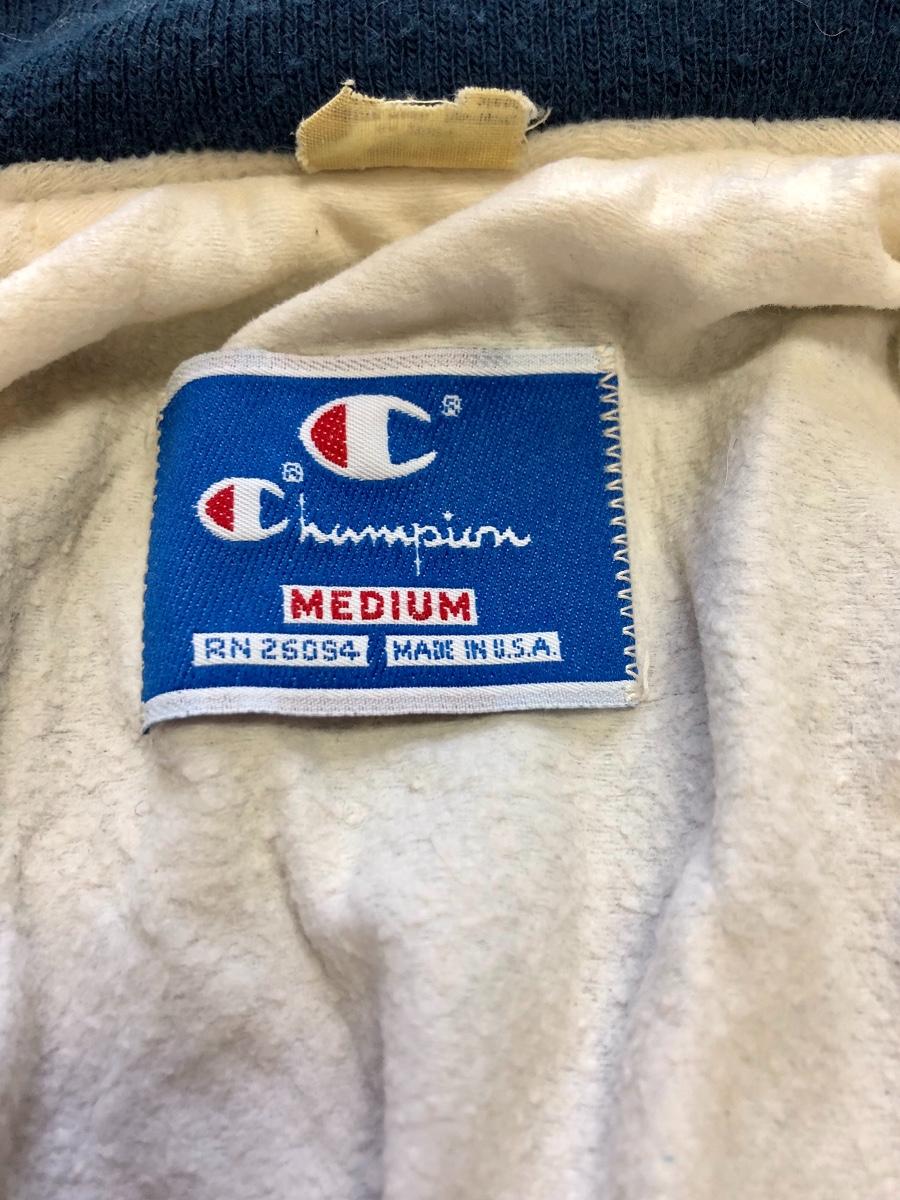 ®
®
Champion
MEDIUM
RN 26094 MADE IN U.S.A.